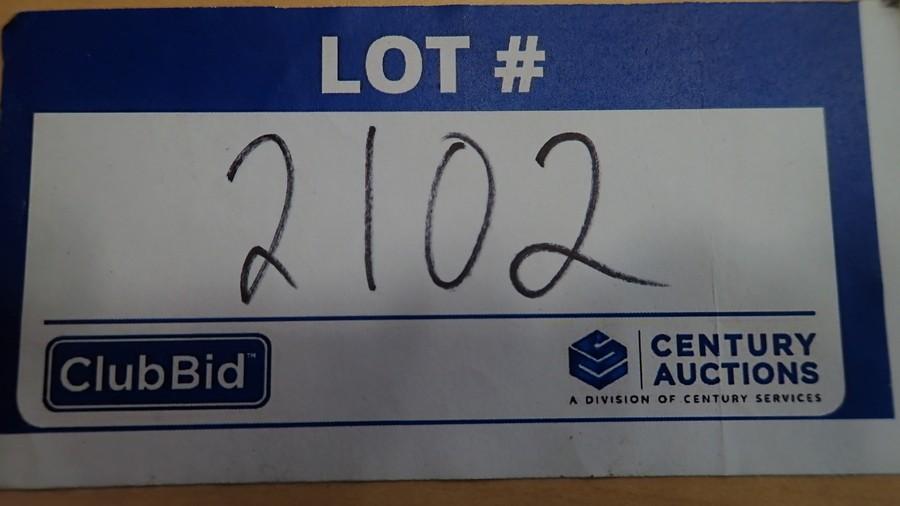 LOT #
2102
ClubBid™
CENTURY
AUCTIONS
A DIVISION OF CENTURY SERVICES